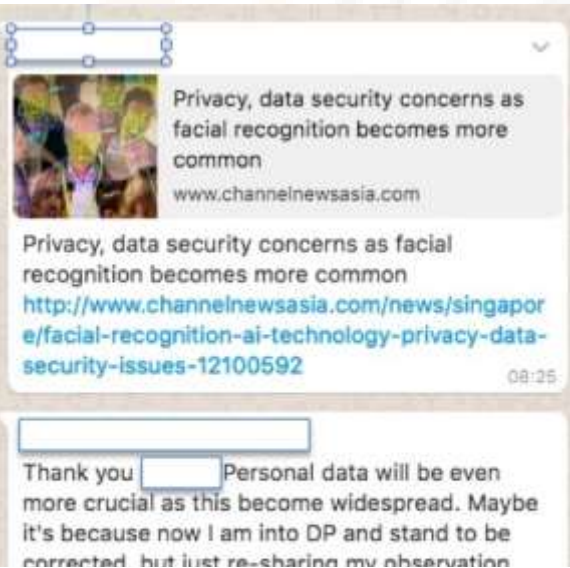 Privacy, data security concerns as
facial recognition becomes more
common
www.channelnewsasia.com
Privacy, data security concerns as facial
recognition becomes more common
http://www.channelnewsasia.com/news/singapor
e/facial-recognition-ai-technology-privacy-data-
security-issues-12100592
08:25
Thank you Personal data will be even
more crucial as this become widespread. Maybe
it's because now I am into DP and stand to be
corrected, but just re-sharing my observation